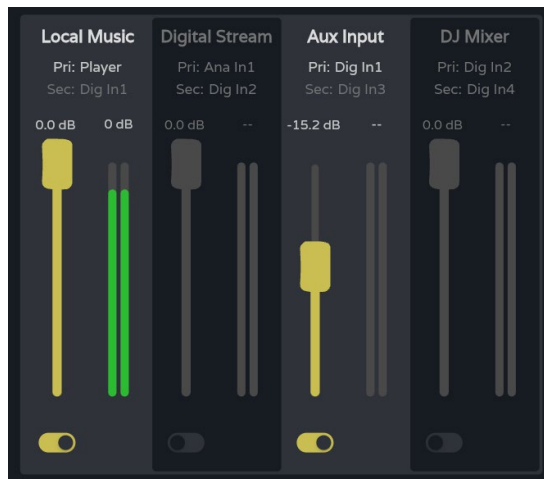 Local Music
Pri: Player
Sec: Dig In1
0.0 dB 0 dB
Digital Stream
Pri: Ana In1
Sec: Dig In2
0.0 dB --
Aux Input
Pri: Dig In1
Sec: Dig In3
-15.2 dB --
DJ Mixer
Pri: Dig In2
Sec: Dig In4
0.0 dB --